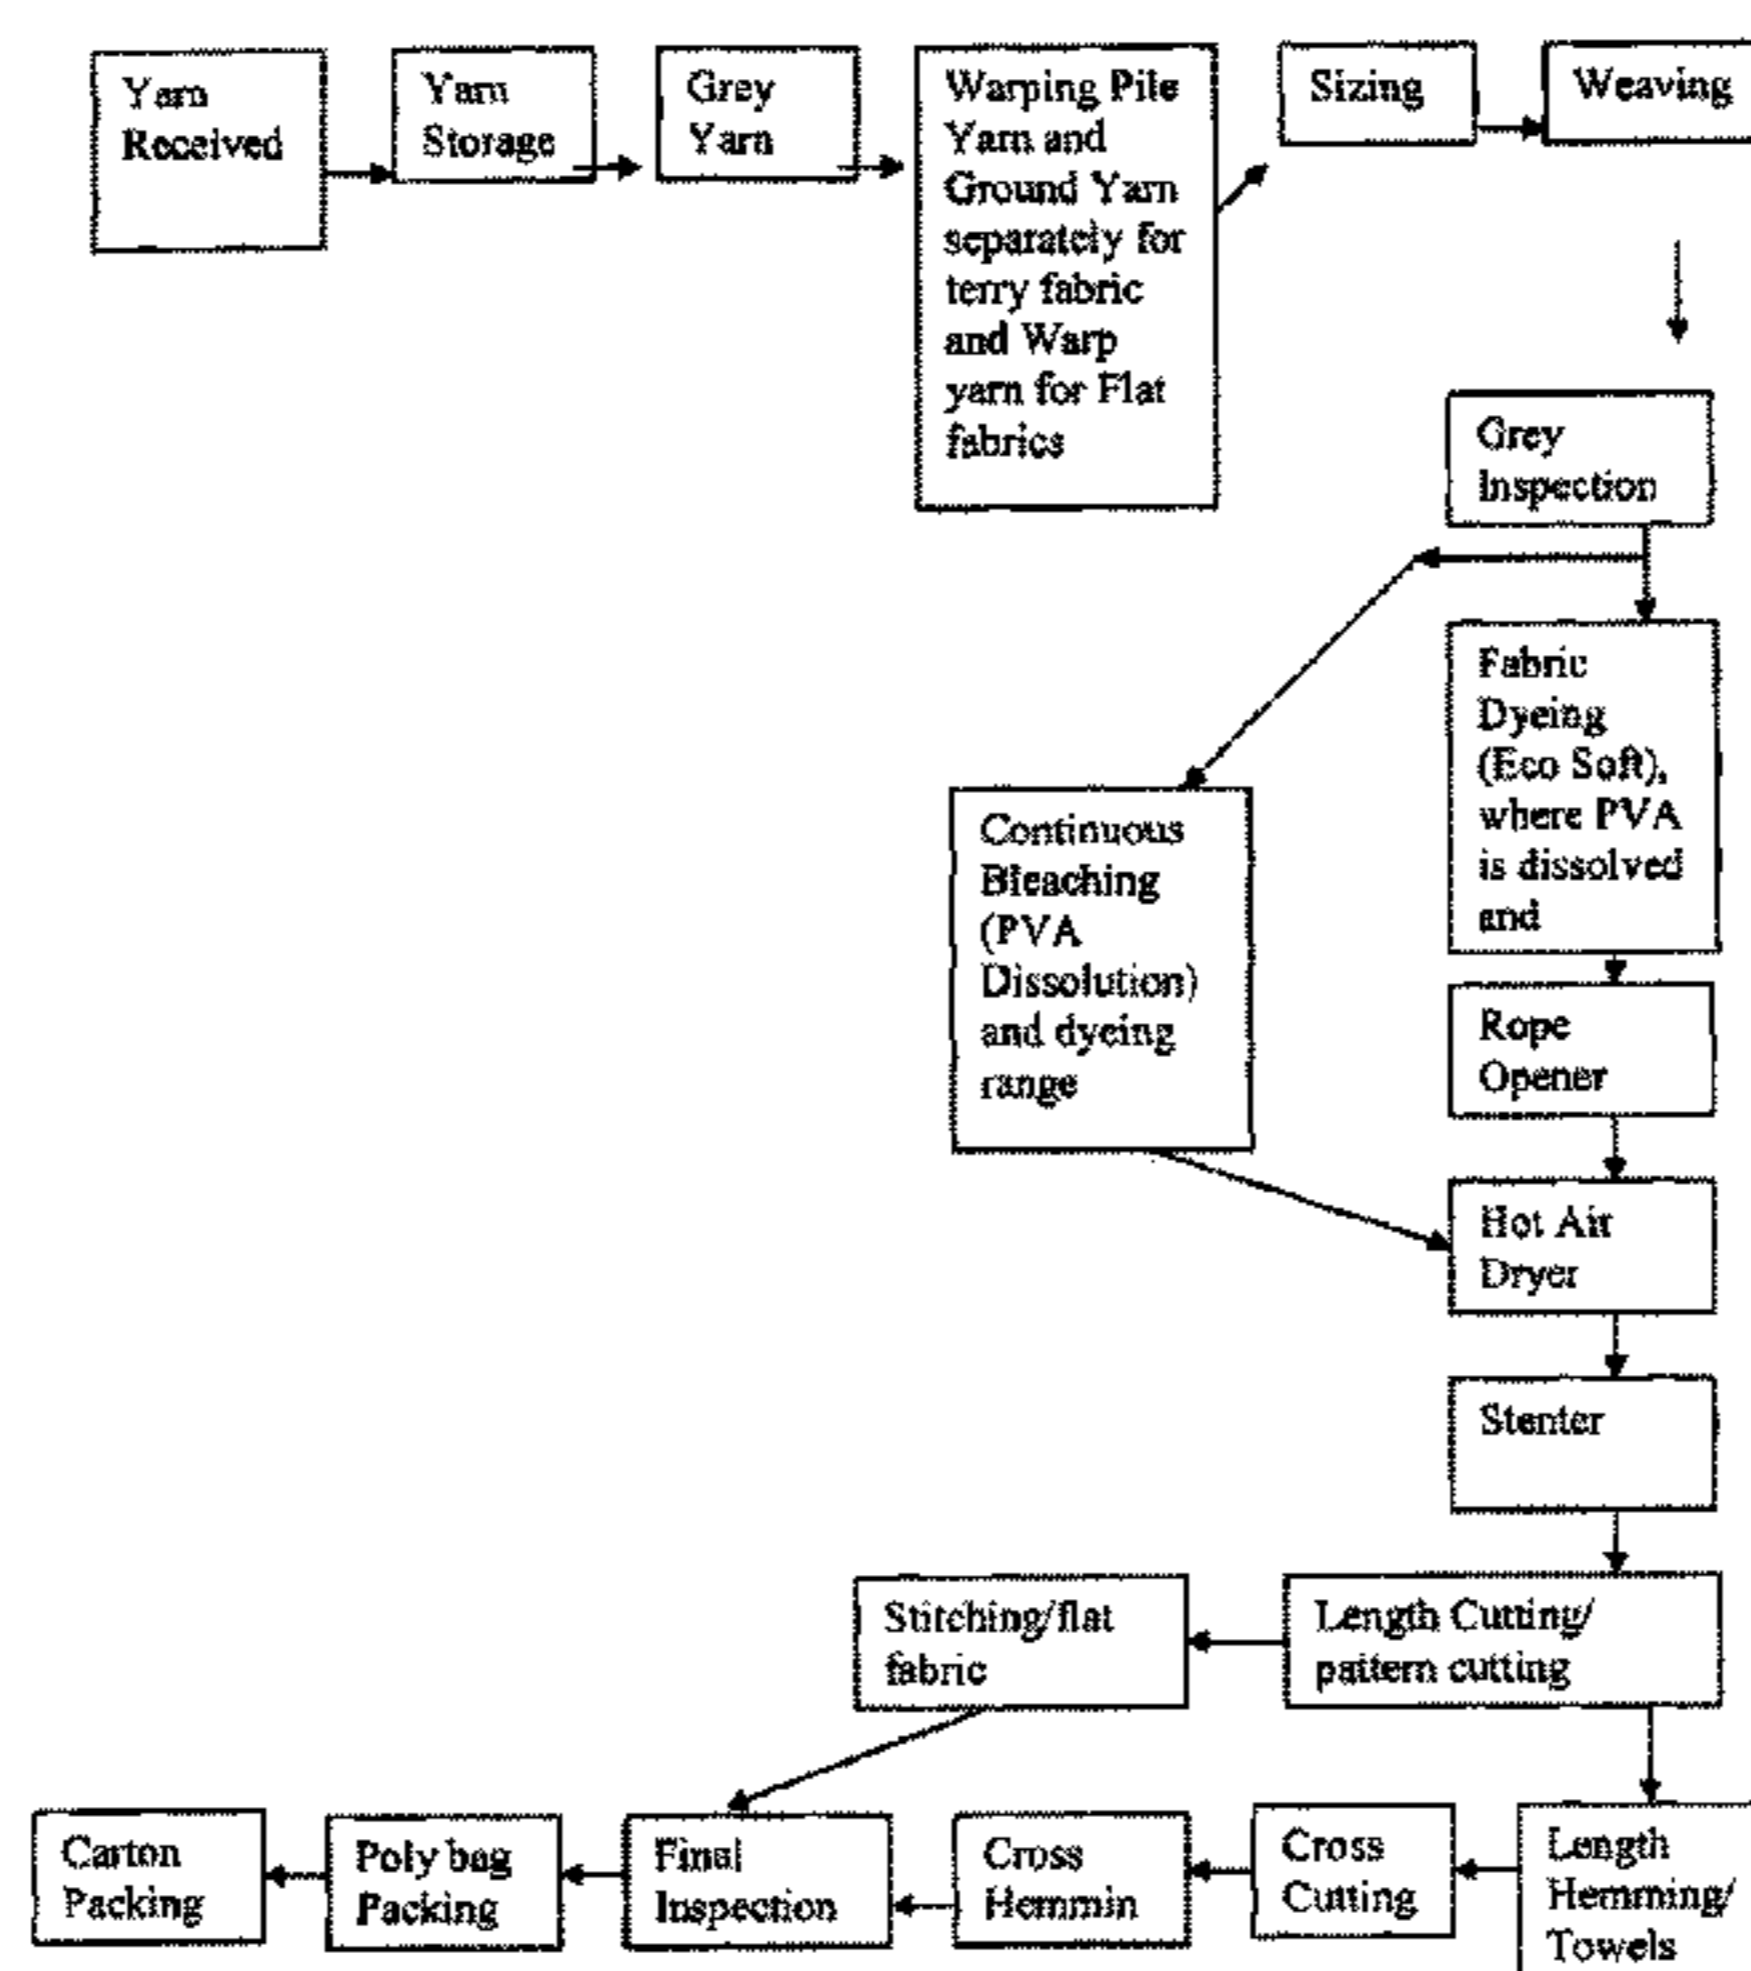 Yarn
Received
Yarn
Storage
Grey
Yarn
Warping Pile
Yarn and
Ground Yarn
separately for
terry fabric
and Warp
yarn for Flat
fabrics
Sizing
Weaving
Grey
Inspection
Fabric
Dyeing
(Eco Soft),
where PVA
is dissolved
and
Continuous
Bleaching
(PVA
Dissolution)
and dyeing
range
Rope
Opener
Hot Air
Dryer
Stenter
Length Cutting/
pattern cutting
Stitching/flat
fabric
Length
Hemming/
Towels
Cross
Cutting
Cross
Hemmin
Final
Inspection
Poly bag
Packing
Carton
Packing